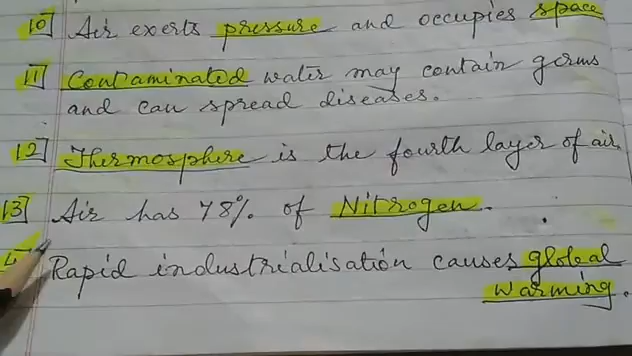 10] Air exerts pressure and occupies space
11] Contaminated water may contain germs
and can spread diseases.
12] Thermosphere is the fourth layer of air.
13] Air has 78% of Nitrogen.
Rapid industrialisation causes global
warming.